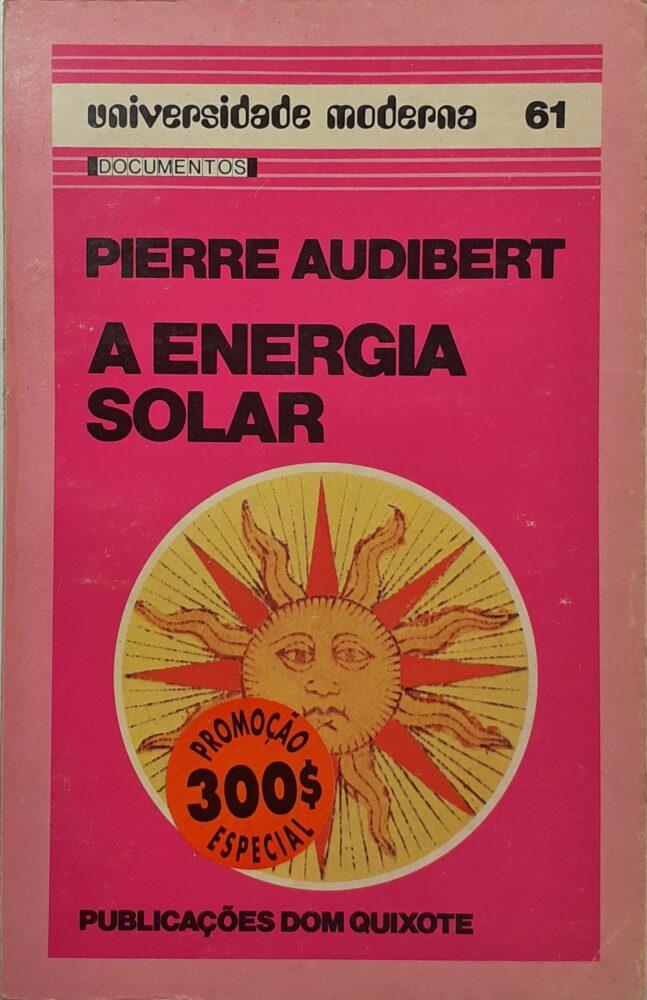 universidade moderna 61
DOCUMENTOS
PIERRE AUDIBERT
A ENERGIA
SOLAR
PROMOÇÃO
300$
ESPECIAL
PUBLICAÇÕES DOM QUIXOTE